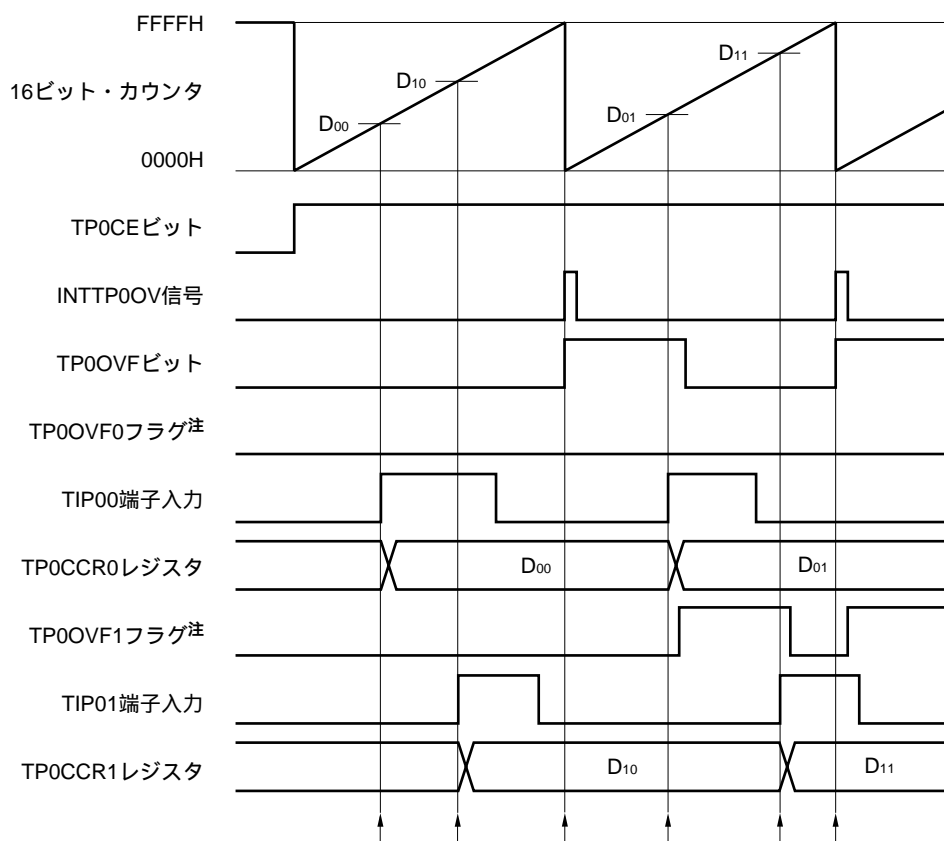 FFFFH
D11
D10
16ビット・カウンタ
D00
D01
0000H
TP0CEビット
INTTP0OV信号
TP0OVFビット
TP0OVF0フラグ注
TIP00端子入力
TP0CCR0レジスタ
D00
D01
TP0OVF1フラグ注
TIP01端子入力
TP0CCR1レジスタ
D10
D11